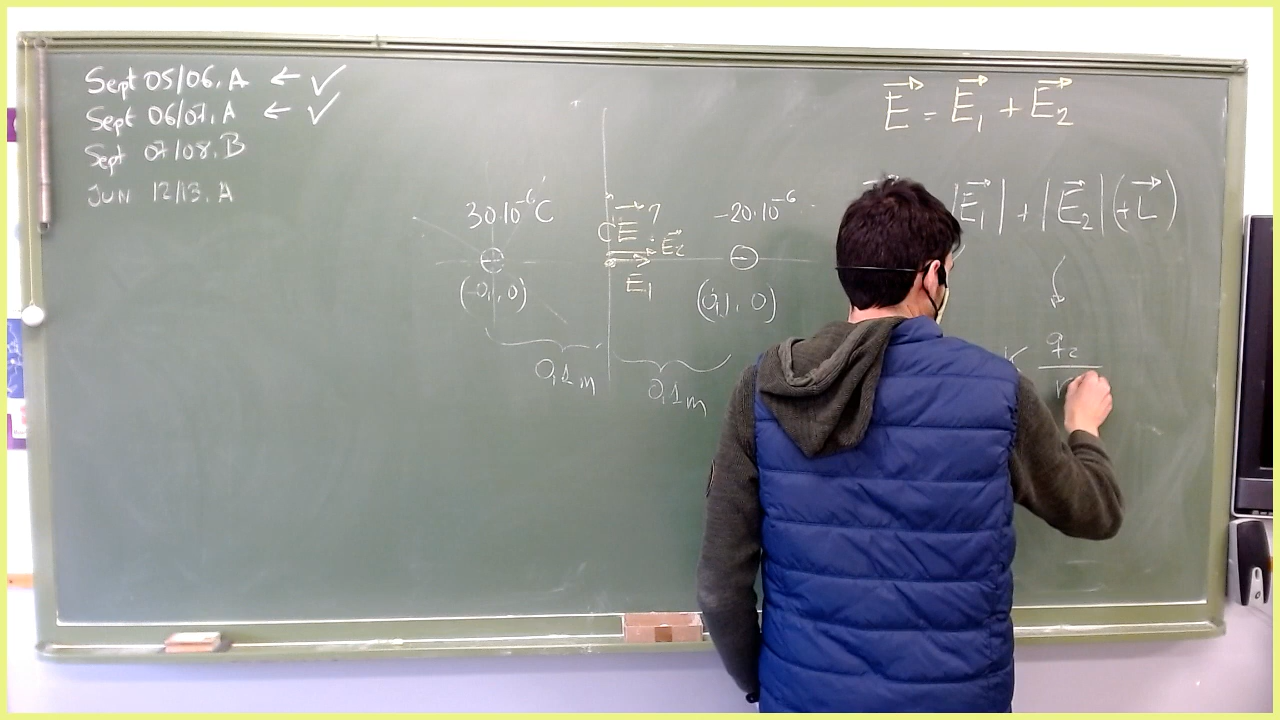 Sept 05/06. A ← ✓
Sept 06/07. A ← ✓
Sept 07/08. B
JUN 12/13. A
E⃗ = E⃗₁ + E⃗₂
|E⃗₁| + |E⃗₂| (+ L⃗)
30·10⁻⁶ C
E⃗ ?
-20·10⁻⁶
E⃗₂
E⃗₁
(-0,1, 0)
(0,1, 0)
0,1 m
0,1 m
K q₂
r